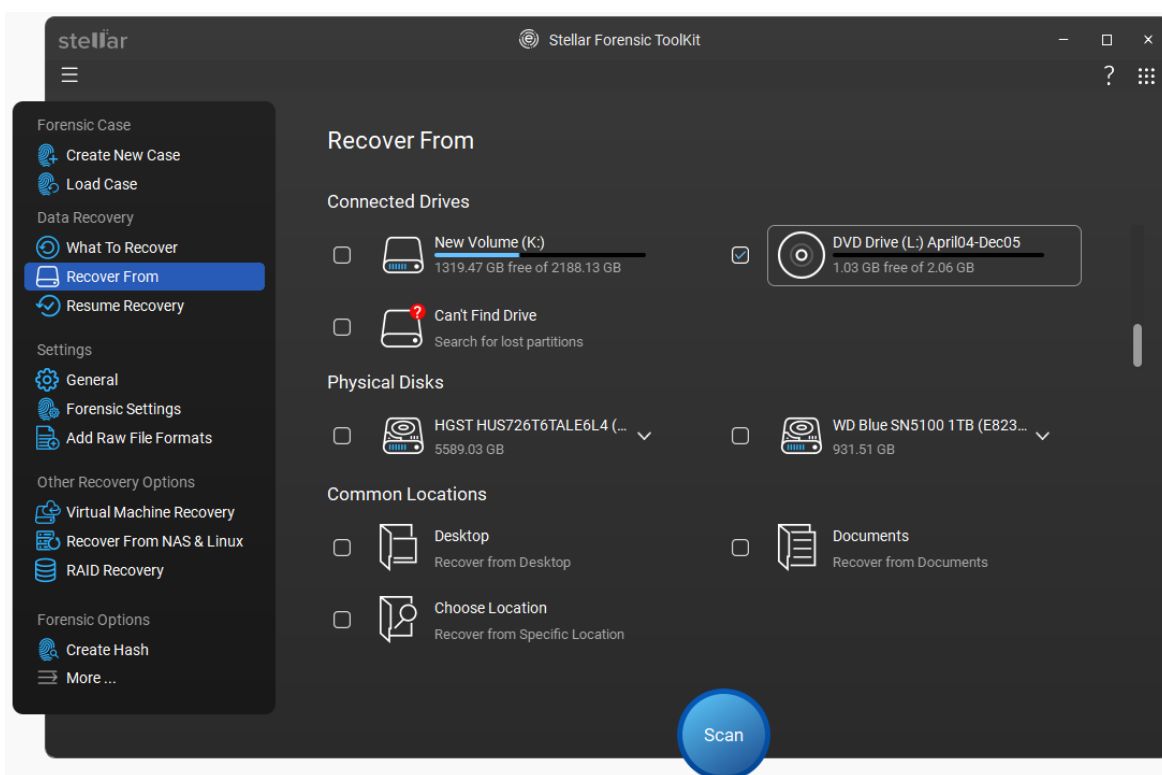 stellar
Stellar Forensic ToolKit
?
Forensic Case
Create New Case
Load Case
Data Recovery
What To Recover
Recover From
Resume Recovery
Settings
General
Forensic Settings
Add Raw File Formats
Other Recovery Options
Virtual Machine Recovery
Recover From NAS & Linux
RAID Recovery
Forensic Options
Create Hash
More ...
Recover From
Connected Drives
New Volume (K:)
1319.47 GB free of 2188.13 GB
DVD Drive (L:) April04-Dec05
1.03 GB free of 2.06 GB
?
Can't Find Drive
Search for lost partitions
Physical Disks
HGST HUS726T6TALE6L4 (...
5589.03 GB
WD Blue SN5100 1TB (E823...
931.51 GB
Common Locations
Desktop
Recover from Desktop
Documents
Recover from Documents
Choose Location
Recover from Specific Location
Scan